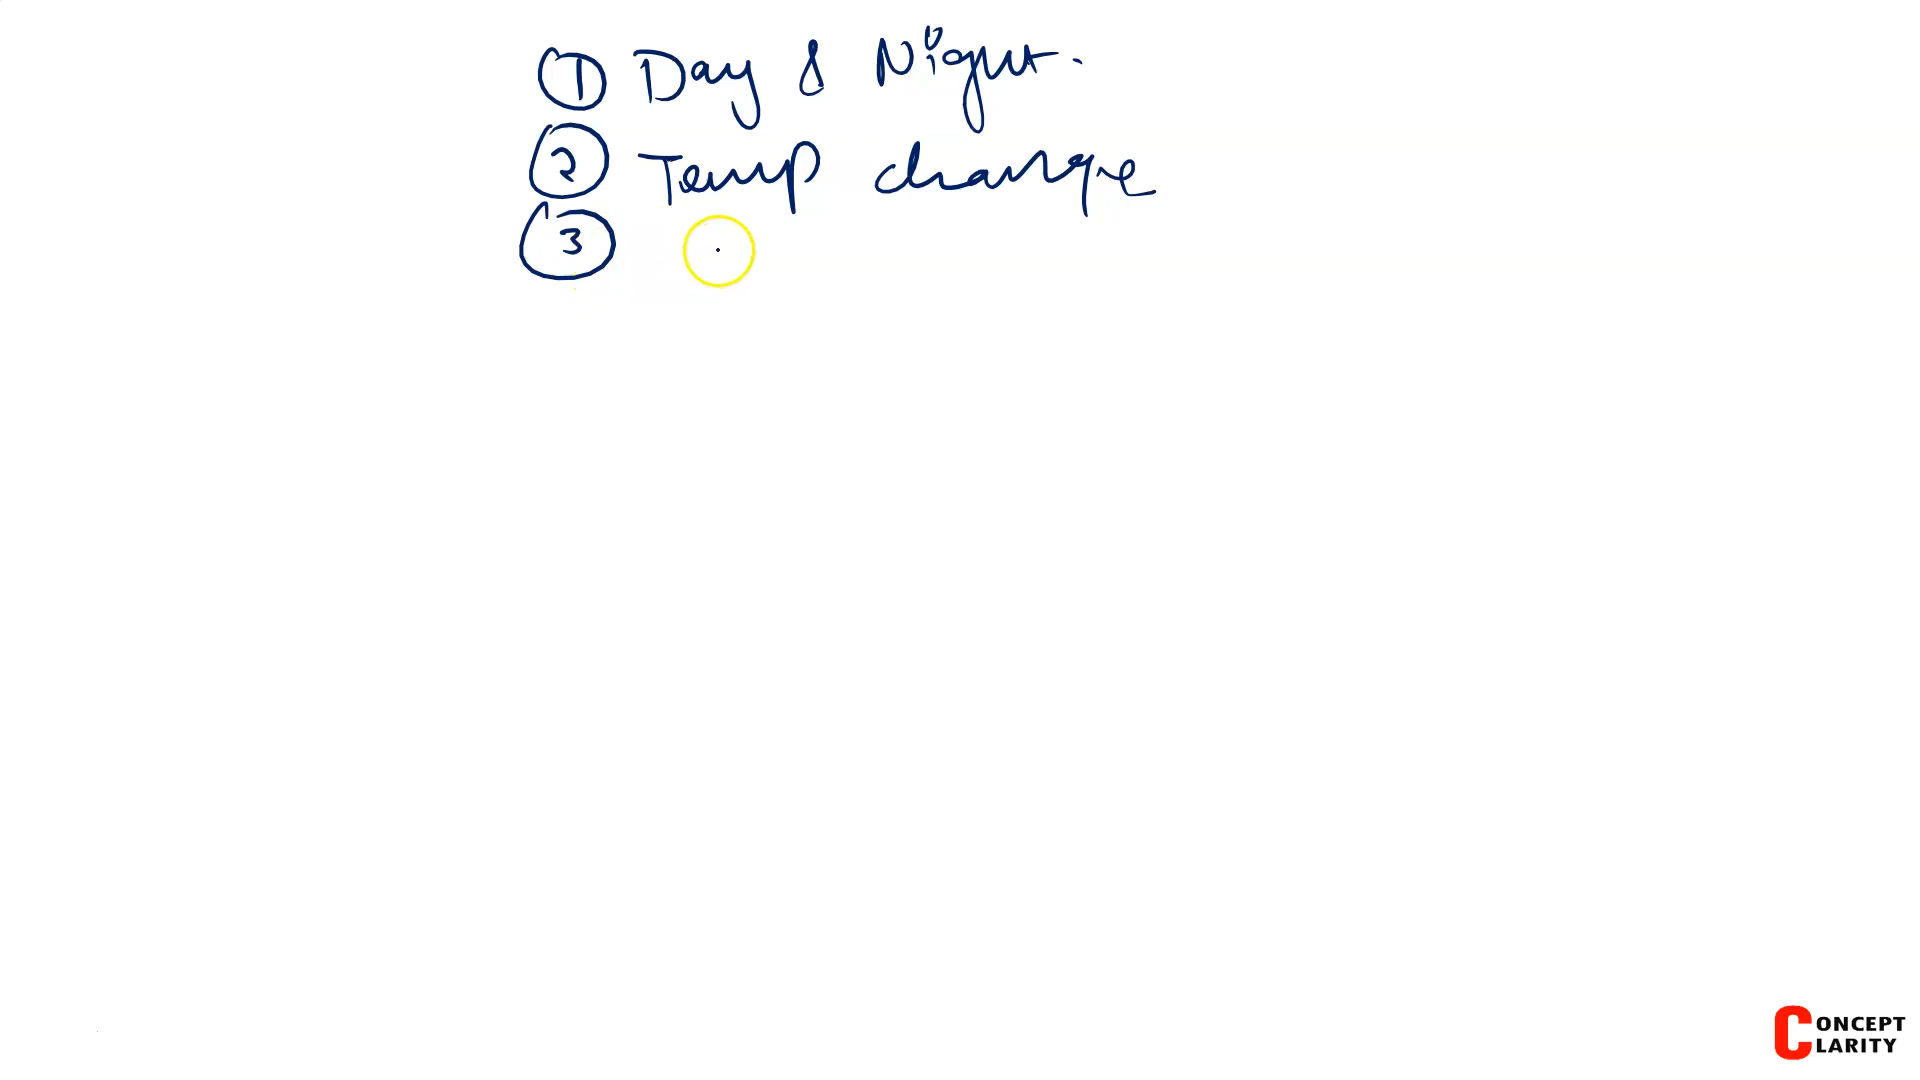 ① Day & Night.
② Temp change
③
CONCEPT
CLARITY